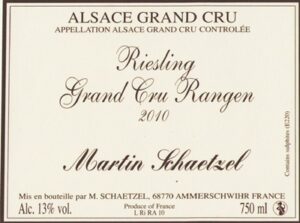 ALSACE GRAND CRU
APPELLATION ALSACE GRAND CRU CONTROLÉE
Riesling
Grand Cru Rangen
2010
Martin Schaetzel
Contains sulphites (E220)
Mis en bouteille par M. SCHAETZEL, 68770 AMMERSCHWIHR FRANCE
Alc. 13% vol.
Produce of France
L Ri RA 10
750 ml e